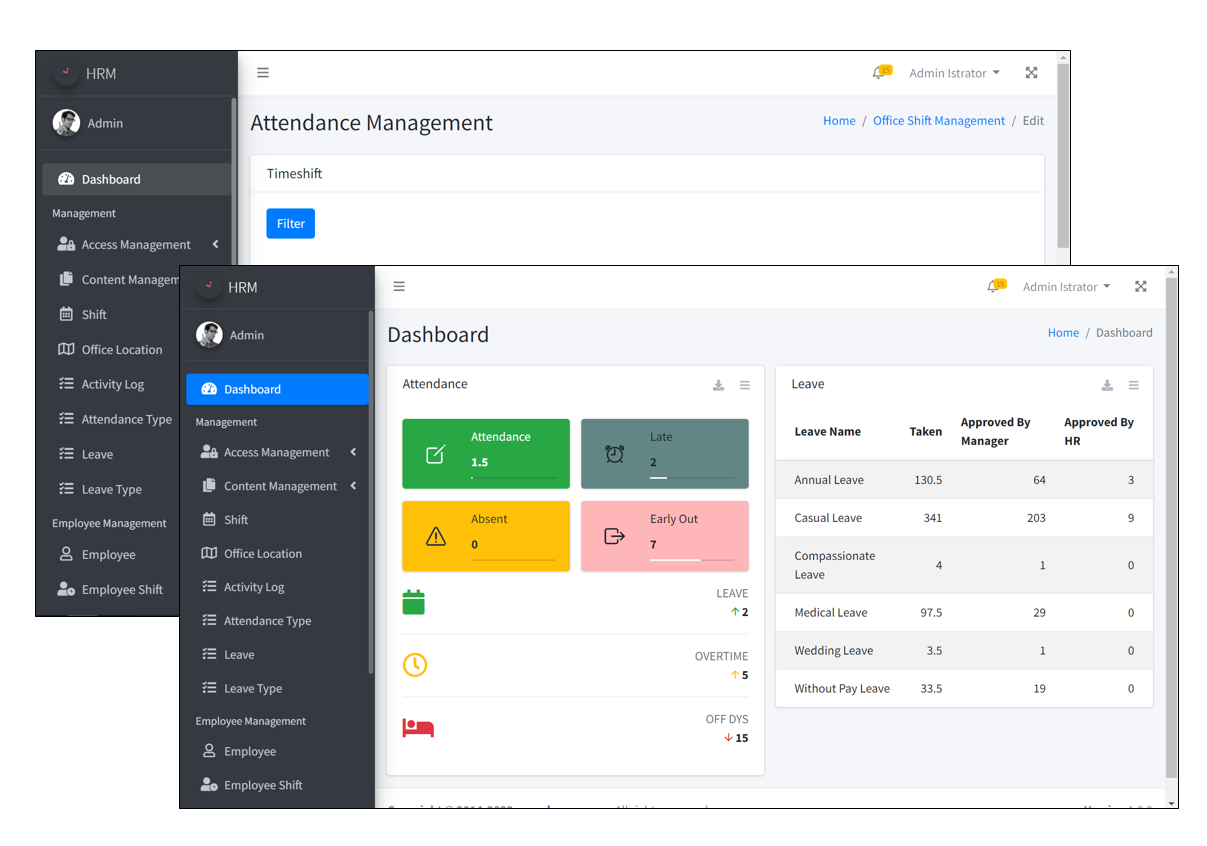 HRM
15
Admin Istrator
Admin
Attendance Management
Home / Office Shift Management / Edit
Dashboard
Timeshift
Management
Filter
Access Management
Content Managem
Shift
Office Location
Activity Log
Attendance Type
Leave
Leave Type
Employee Management
Employee
Employee Shift
HRM
15
Admin Istrator
Admin
Dashboard
Home / Dashboard
Dashboard
Management
Access Management
Content Management
Shift
Office Location
Activity Log
Attendance Type
Leave
Leave Type
Employee Management
Employee
Employee Shift
Attendance
Attendance
1.5
Late
2
Absent
0
Early Out
7
LEAVE
2
OVERTIME
5
OFF DYS
15
Leave
Leave Name Taken Approved By Manager Approved By HR
Annual Leave 130.5 64 3
Casual Leave 341 203 9
Compassionate Leave 4 1 0
Medical Leave 97.5 29 0
Wedding Leave 3.5 1 0
Without Pay Leave 33.5 19 0